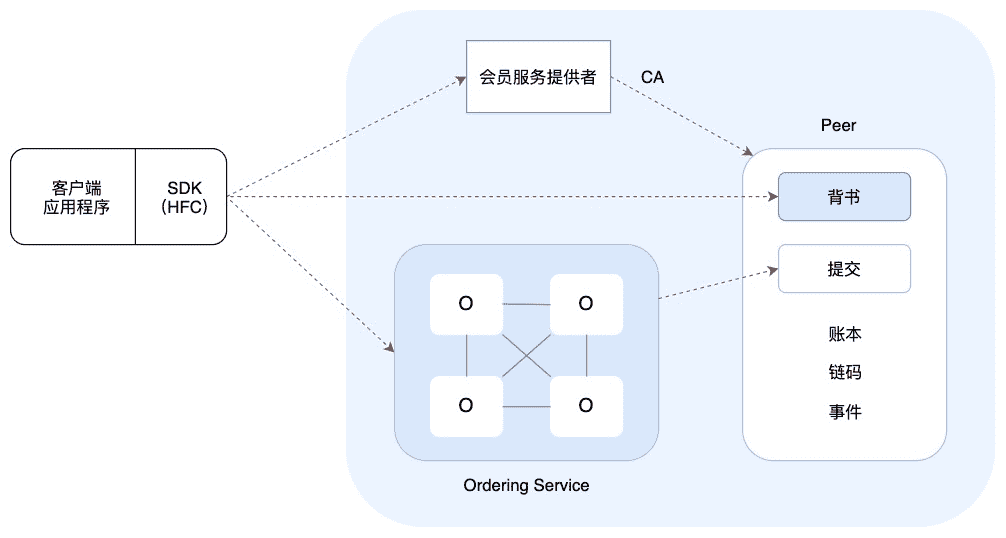 会员服务提供者
CA
Peer
客户端
应用程序
SDK
（HFC）
背书
提交
O
O
O
O
账本
链码
事件
Ordering Service